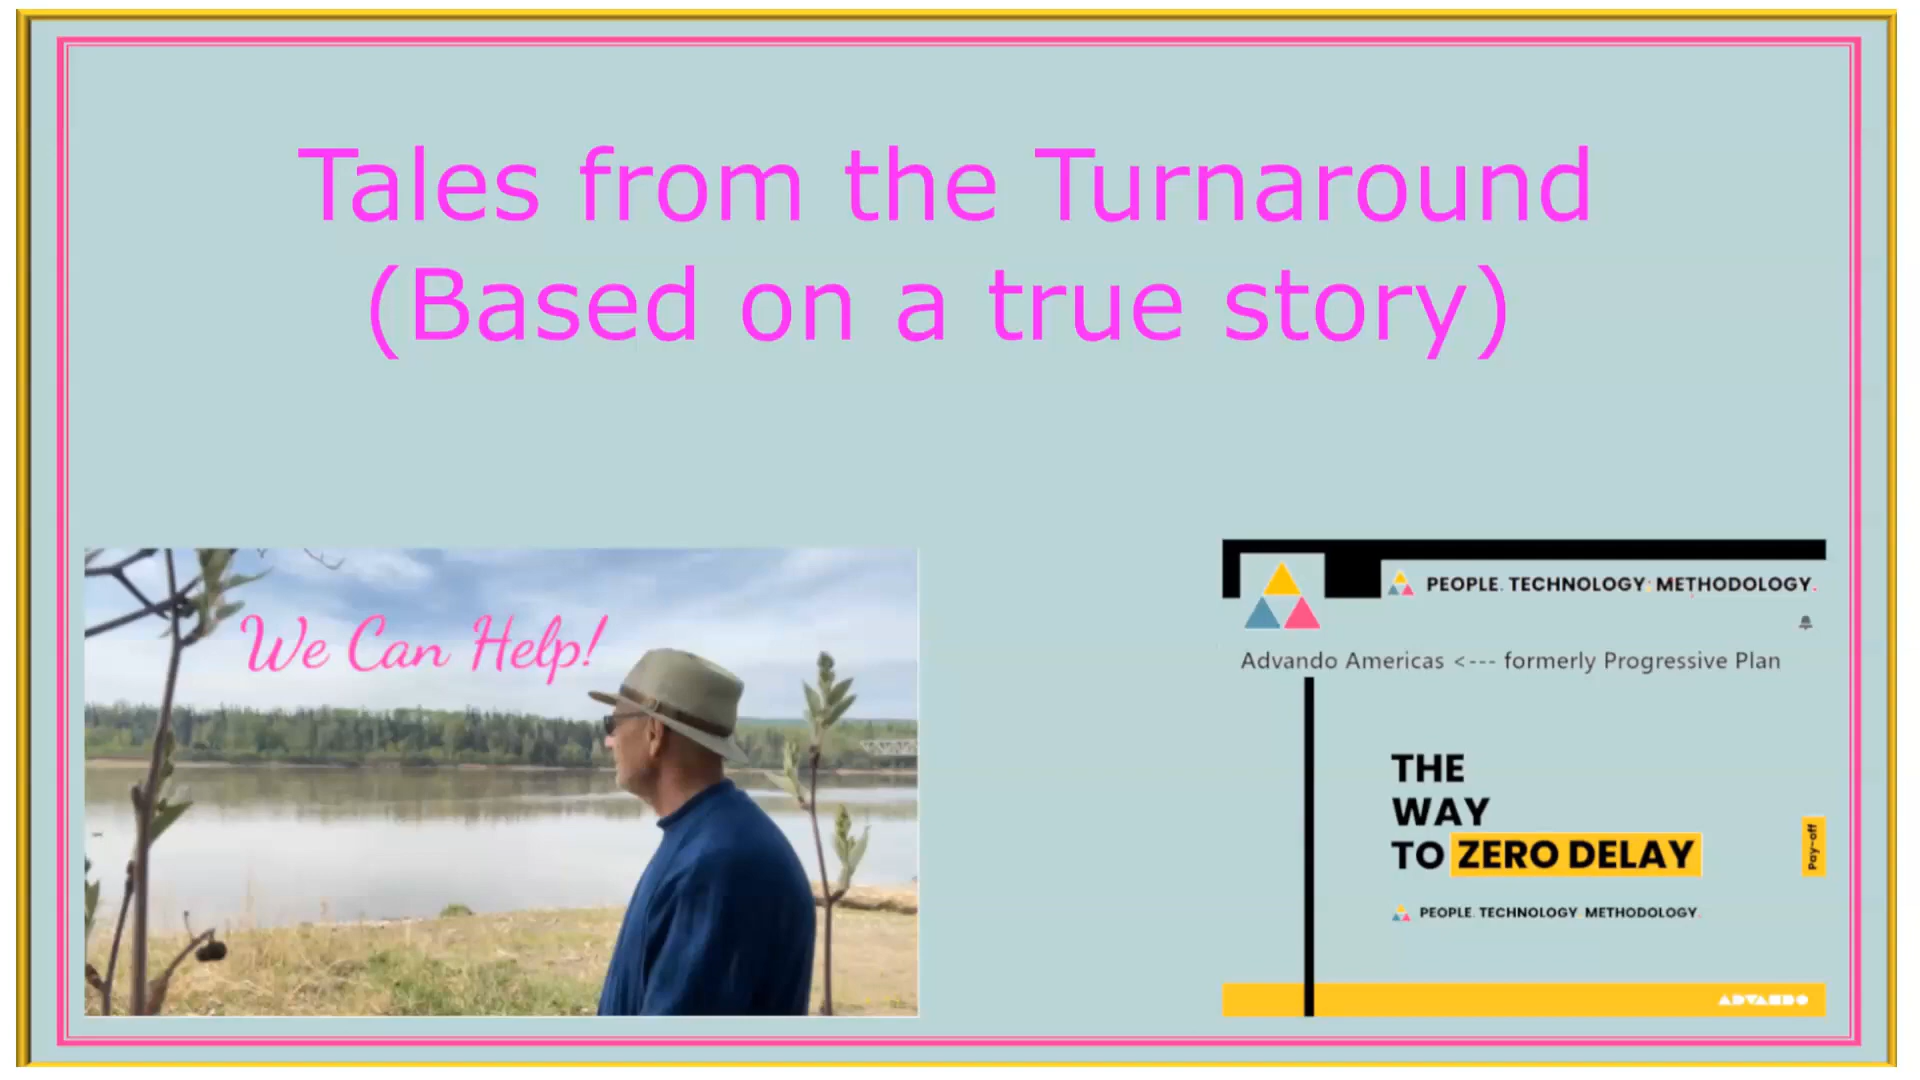 Tales from the Turnaround
(Based on a true story)
We Can Help!
PEOPLE. TECHNOLOGY. METHODOLOGY.
Advando Americas <--- formerly Progressive Plan
THE
WAY
TO ZERO DELAY
Pay-off
PEOPLE. TECHNOLOGY METHODOLOGY.
ADVANDO